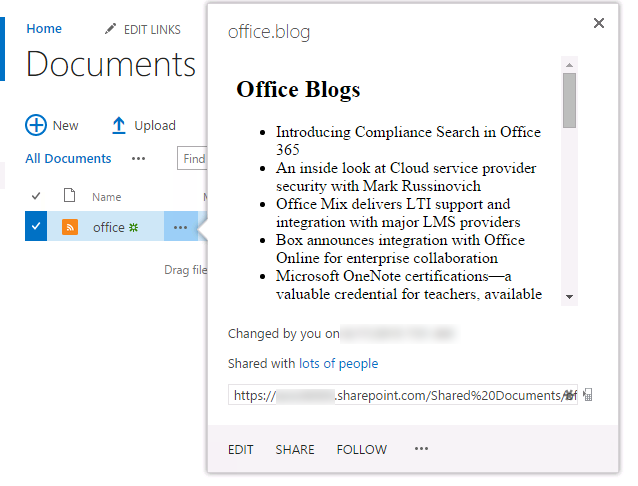 Home
EDIT LINKS
Documents
New
Upload
All Documents
Find
Name
M
office
Drag file
office.blog
Office Blogs
Introducing Compliance Search in Office
365
An inside look at Cloud service provider
security with Mark Russinovich
Office Mix delivers LTI support and
integration with major LMS providers
Box announces integration with Office
Online for enterprise collaboration
Microsoft OneNote certifications—a
valuable credential for teachers, available
Changed by you on
Shared with lots of people
https:// .sharepoint.com/Shared%20Documents/
EDIT
SHARE
FOLLOW